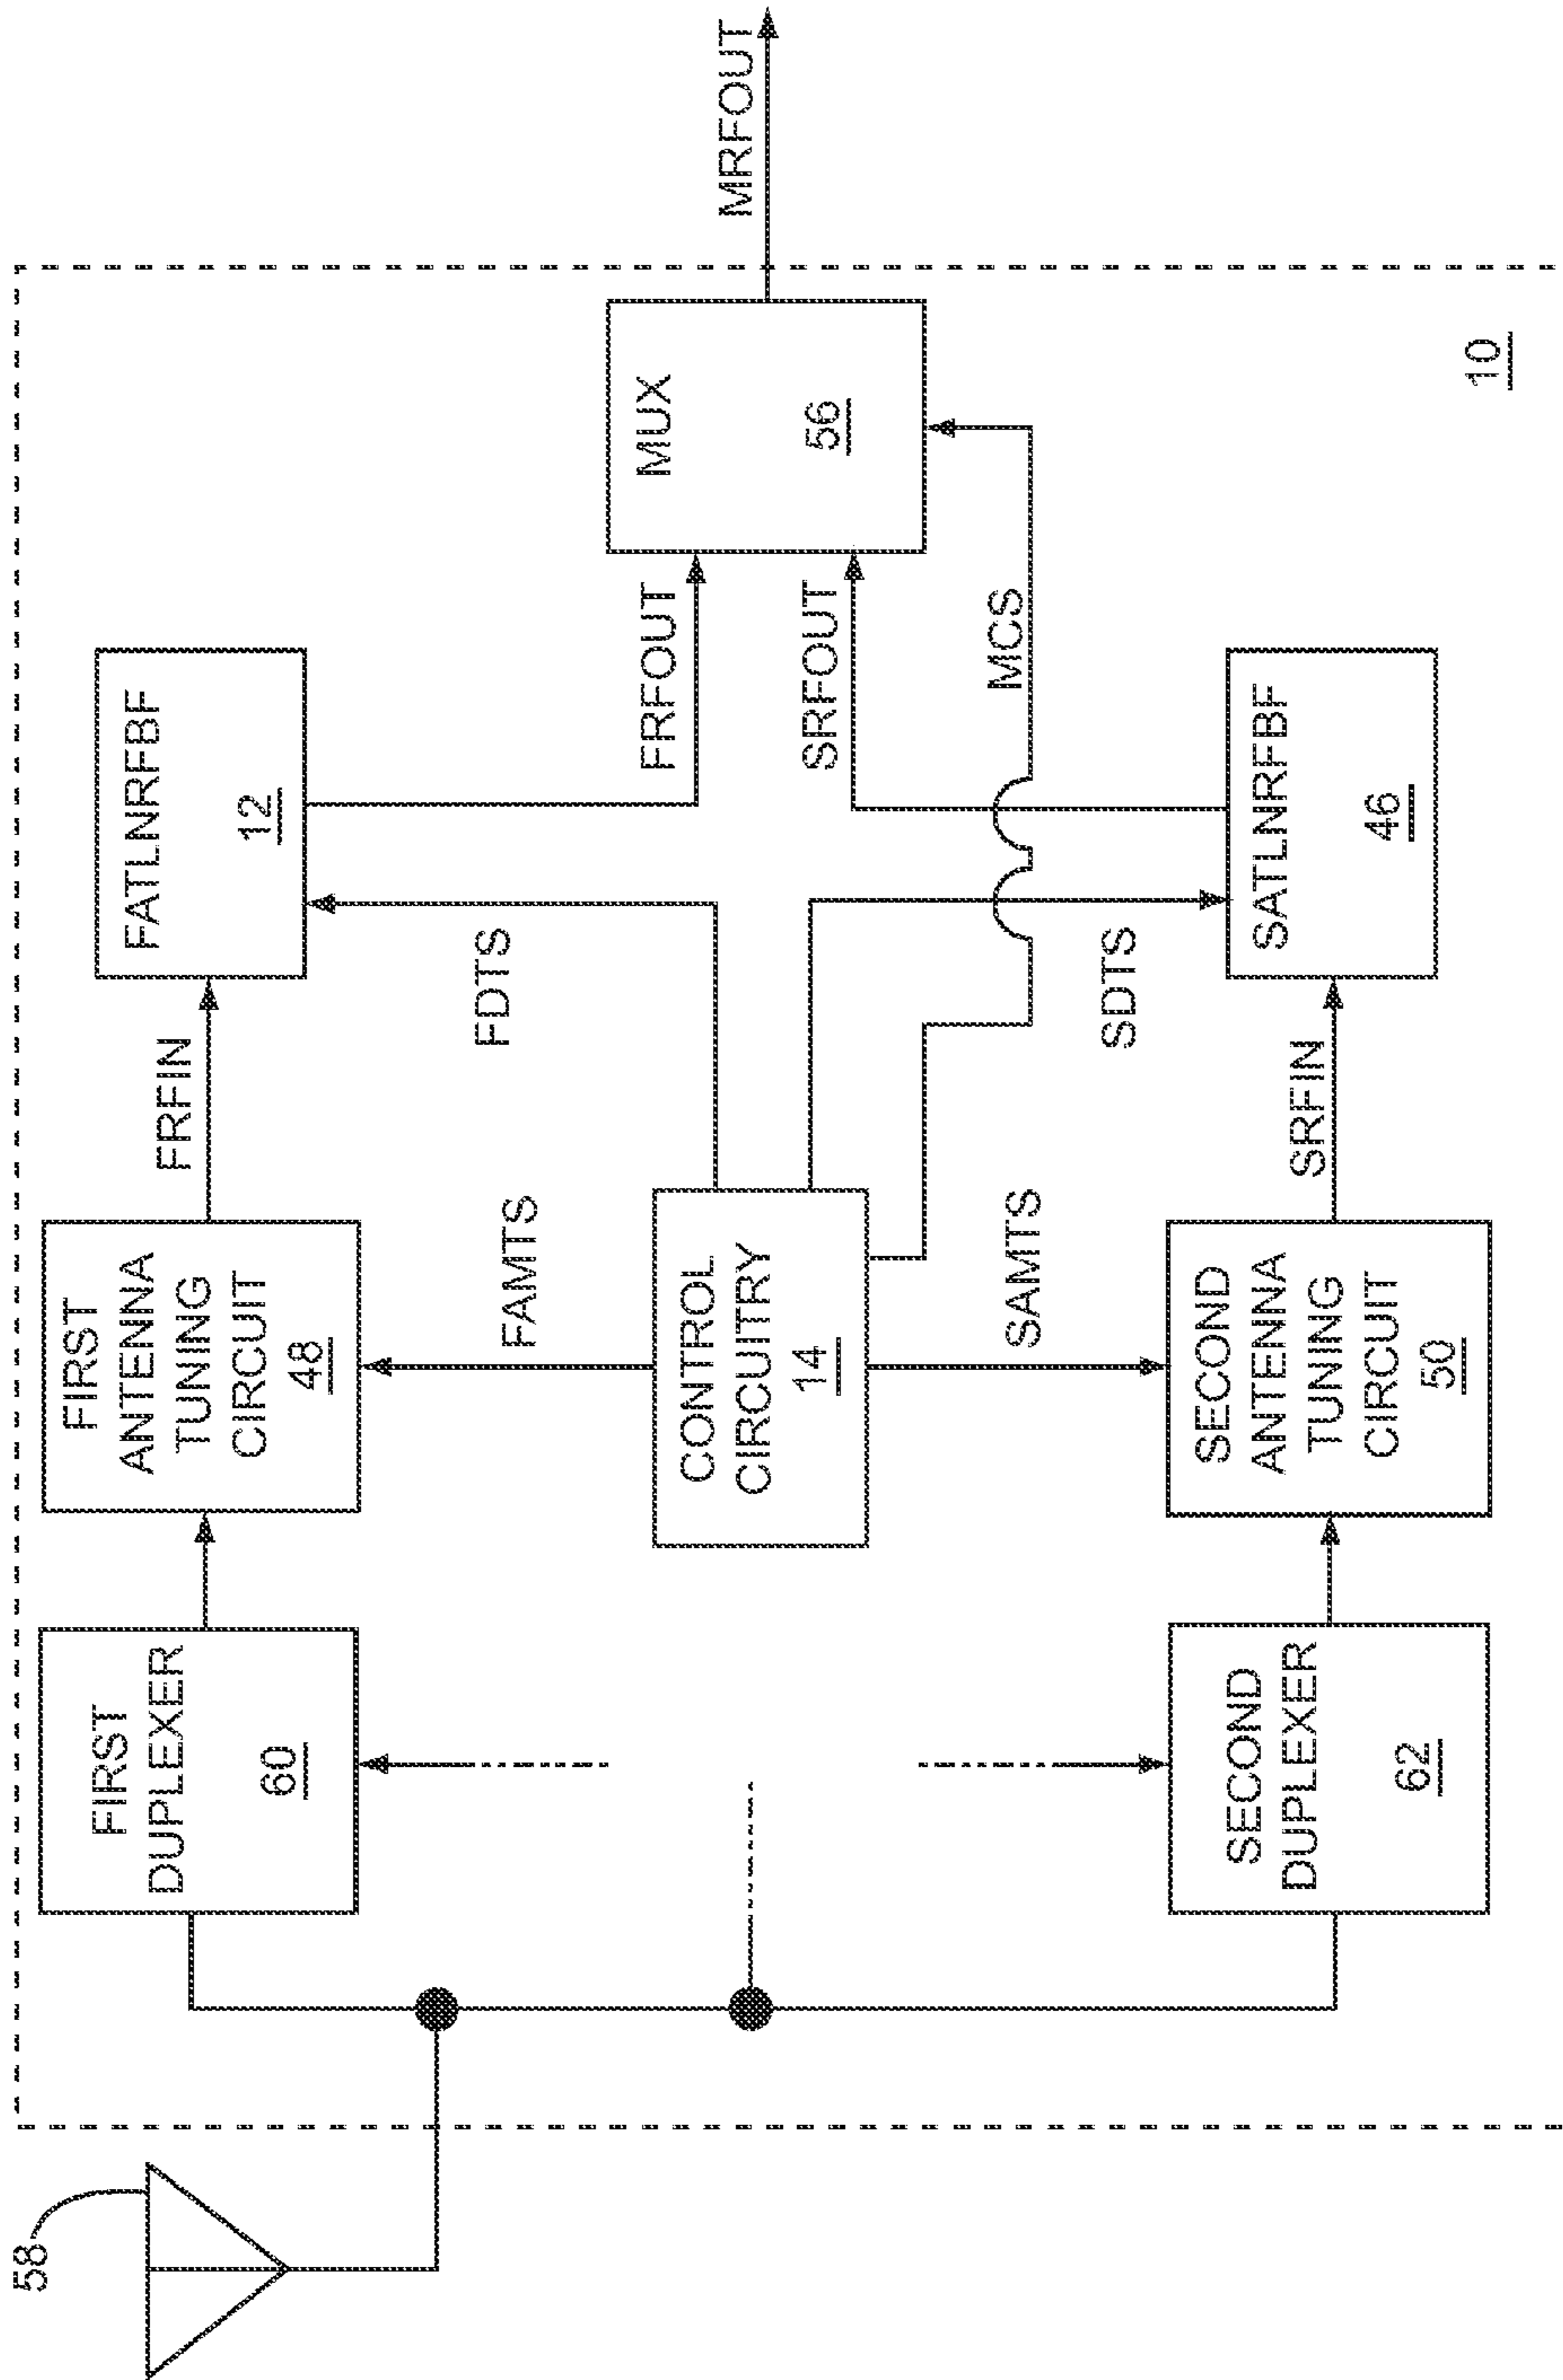 58
FIRST
DUPLEXER
60
FIRST
ANTENNA
TUNING
CIRCUIT
48
FRFIN
FATLNRFBF
12
FAMTS
FDTS
FRFOUT
CONTROL
CIRCUITRY
14
MUX
56
MRFOUT
SRFOUT
MCS
SAMTS
SDTS
SECOND
DUPLEXER
62
SECOND
ANTENNA
TUNING
CIRCUIT
50
SRFIN
SATLNRFBF
46
10